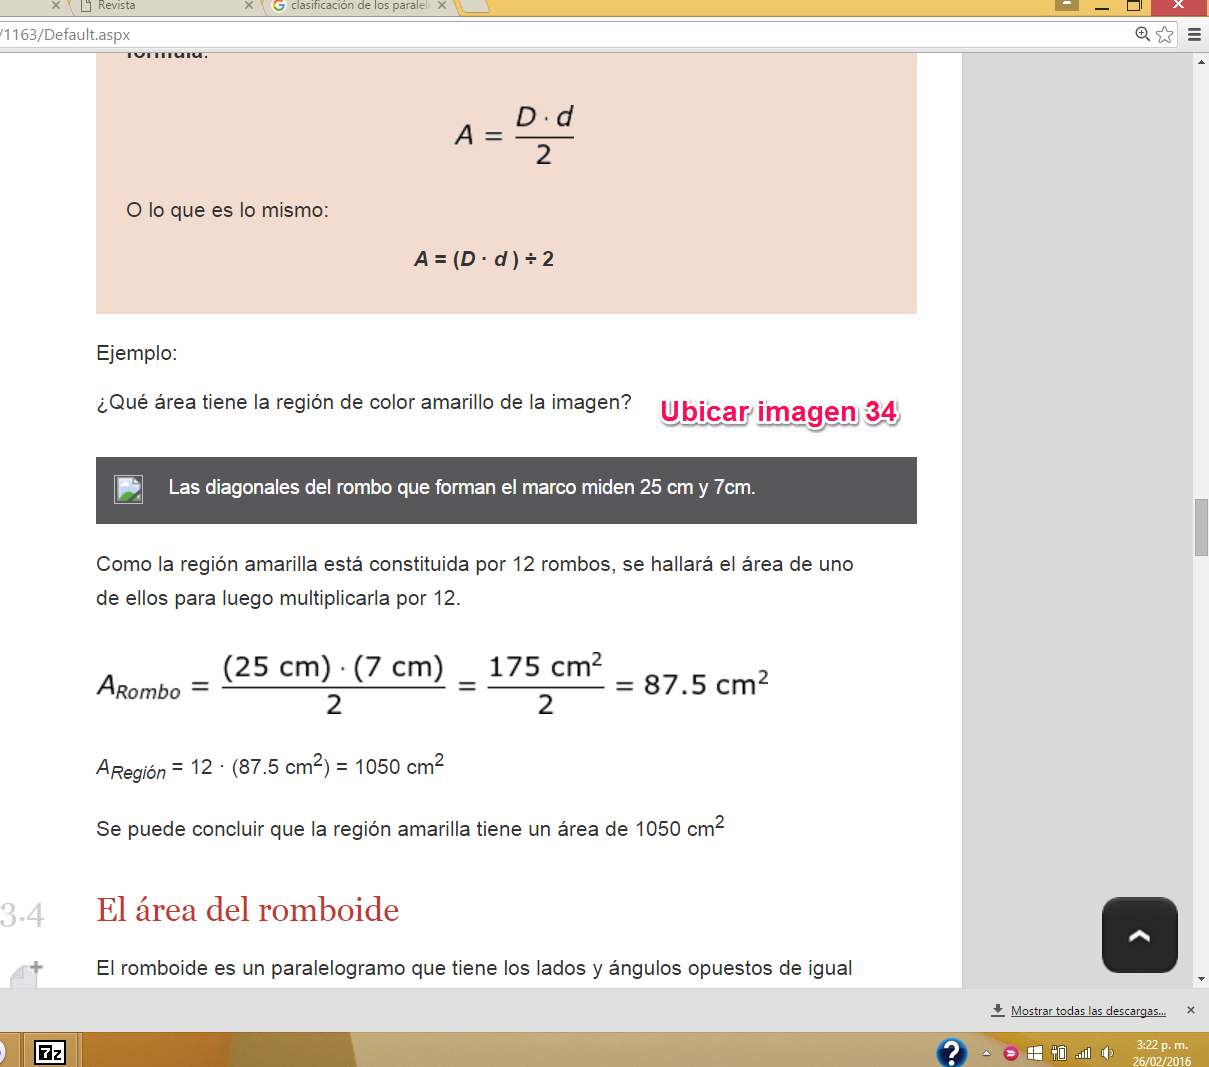 Revista
clasificación de los paralel
/1163/Default.aspx
fórmula:
A = D · d
2
O lo que es lo mismo:
A = (D · d ) ÷ 2
Ejemplo:
¿Qué área tiene la región de color amarillo de la imagen?
Ubicar imagen 34
Las diagonales del rombo que forman el marco miden 25 cm y 7cm.
Como la región amarilla está constituida por 12 rombos, se hallará el área de uno
de ellos para luego multiplicarla por 12.
A Rombo = (25 cm) · (7 cm) / 2 = 175 cm² / 2 = 87.5 cm²
A Región = 12 · (87.5 cm²) = 1050 cm²
Se puede concluir que la región amarilla tiene un área de 1050 cm²
3.4 El área del romboide
El romboide es un paralelogramo que tiene los lados y ángulos opuestos de igual
Mostrar todas las descargas...
7z
3:22 p. m.
26/02/2016